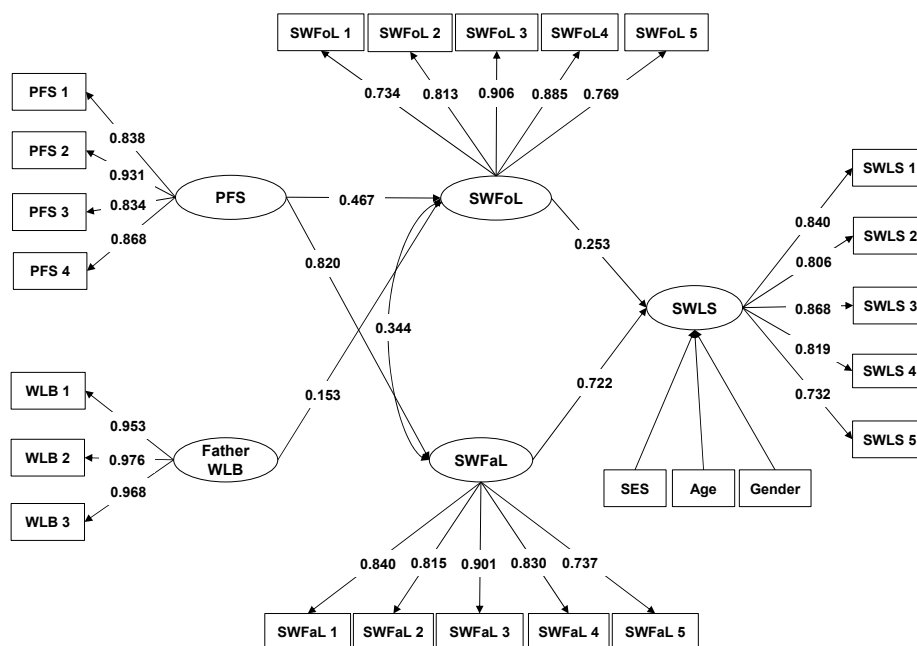 SWFoL 1
SWFoL 2
SWFoL 3
SWFoL4
SWFoL 5
0.734
0.813
0.906
0.885
0.769
PFS 1
PFS 2
PFS 3
PFS 4
0.838
0.931
0.834
0.868
PFS
0.467
0.820
SWFoL
0.253
0.344
0.153
0.722
SWLS
0.840
0.806
0.868
0.819
0.732
SWLS 1
SWLS 2
SWLS 3
SWLS 4
SWLS 5
WLB 1
WLB 2
WLB 3
0.953
0.976
0.968
Father
WLB
SWFaL
SES
Age
Gender
0.840
0.815
0.901
0.830
0.737
SWFaL 1
SWFaL 2
SWFaL 3
SWFaL 4
SWFaL 5